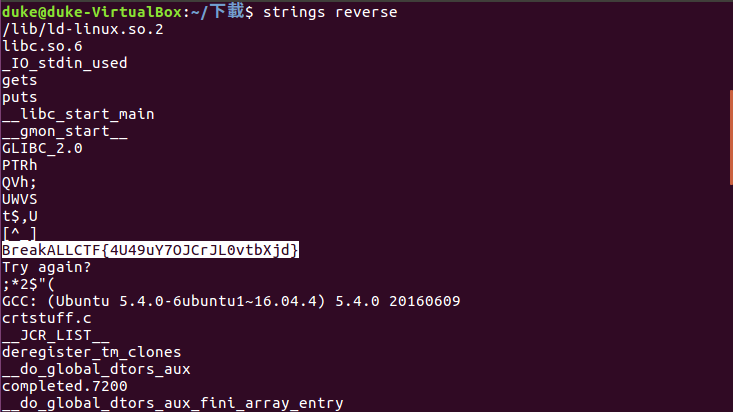 duke@duke-VirtualBox:~/下載$ strings reverse
/lib/ld-linux.so.2
libc.so.6
_IO_stdin_used
gets
puts
__libc_start_main
__gmon_start__
GLIBC_2.0
PTRh
QVh;
UWVS
t$,U
[^_]
BreakALLCTF{4U49uY7OJCrJL0vtbXjd}
Try again?
;*2$"(
GCC: (Ubuntu 5.4.0-6ubuntu1~16.04.4) 5.4.0 20160609
crtstuff.c
__JCR_LIST__
deregister_tm_clones
__do_global_dtors_aux
completed.7200
__do_global_dtors_aux_fini_array_entry